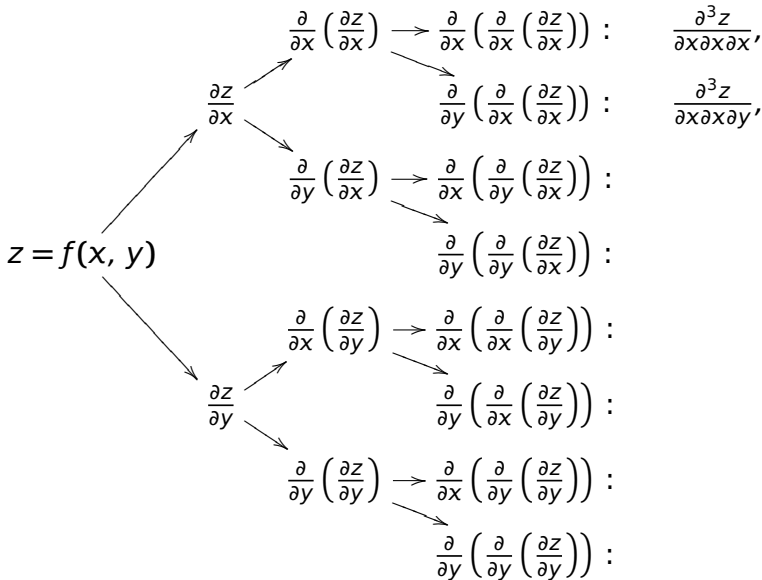 ∂/∂x (∂z/∂x) → ∂/∂x (∂/∂x (∂z/∂x)) : ∂³z/∂x∂x∂x,
∂z/∂x ∂/∂y (∂/∂x (∂z/∂x)) : ∂³z/∂x∂x∂y,
∂/∂y (∂z/∂x) → ∂/∂x (∂/∂y (∂z/∂x)) :
z = f(x, y) ∂/∂y (∂/∂y (∂z/∂x)) :
∂/∂x (∂z/∂y) → ∂/∂x (∂/∂x (∂z/∂y)) :
∂z/∂y ∂/∂y (∂/∂x (∂z/∂y)) :
∂/∂y (∂z/∂y) → ∂/∂x (∂/∂y (∂z/∂y)) :
∂/∂y (∂/∂y (∂z/∂y)) :